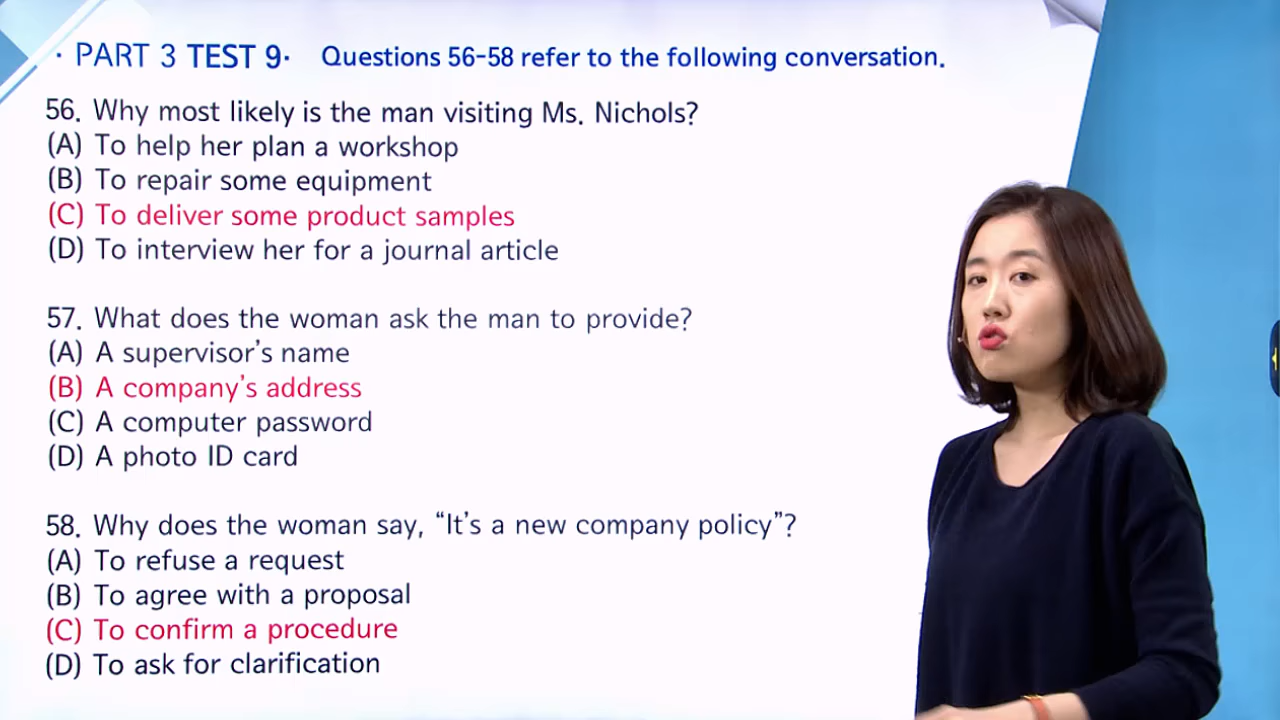 · PART 3 TEST 9· Questions 56-58 refer to the following conversation.
56. Why most likely is the man visiting Ms. Nichols?
(A) To help her plan a workshop
(B) To repair some equipment
(C) To deliver some product samples
(D) To interview her for a journal article
57. What does the woman ask the man to provide?
(A) A supervisor's name
(B) A company's address
(C) A computer password
(D) A photo ID card
58. Why does the woman say, “It's a new company policy”?
(A) To refuse a request
(B) To agree with a proposal
(C) To confirm a procedure
(D) To ask for clarification